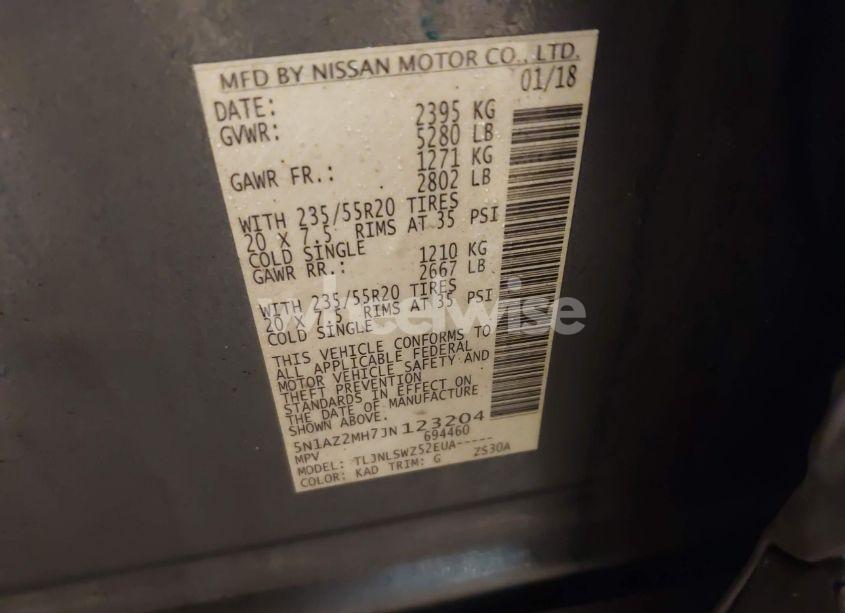 MFD BY NISSAN MOTOR CO., LTD.
DATE: 01/18
GVWR: 2395 KG
5280 LB
GAWR FR.: 1271 KG
2802 LB
WITH 235/55R20 TIRES
20 X 7.5 RIMS AT 35 PSI
COLD SINGLE
GAWR RR.: 1210 KG
2667 LB
WITH 235/55R20 TIRES
20 X 7.5 RIMS AT 35 PSI
COLD SINGLE
THIS VEHICLE CONFORMS TO
ALL APPLICABLE FEDERAL
MOTOR VEHICLE SAFETY AND
THEFT PREVENTION
STANDARDS IN EFFECT ON
THE DATE OF MANUFACTURE
SHOWN ABOVE.
5N1AZ2MH7JN123204
MPV 694460
MODEL: TLJNLSWZ52EUA-----
COLOR: KAD TRIM: G ZS30A
wheelwise